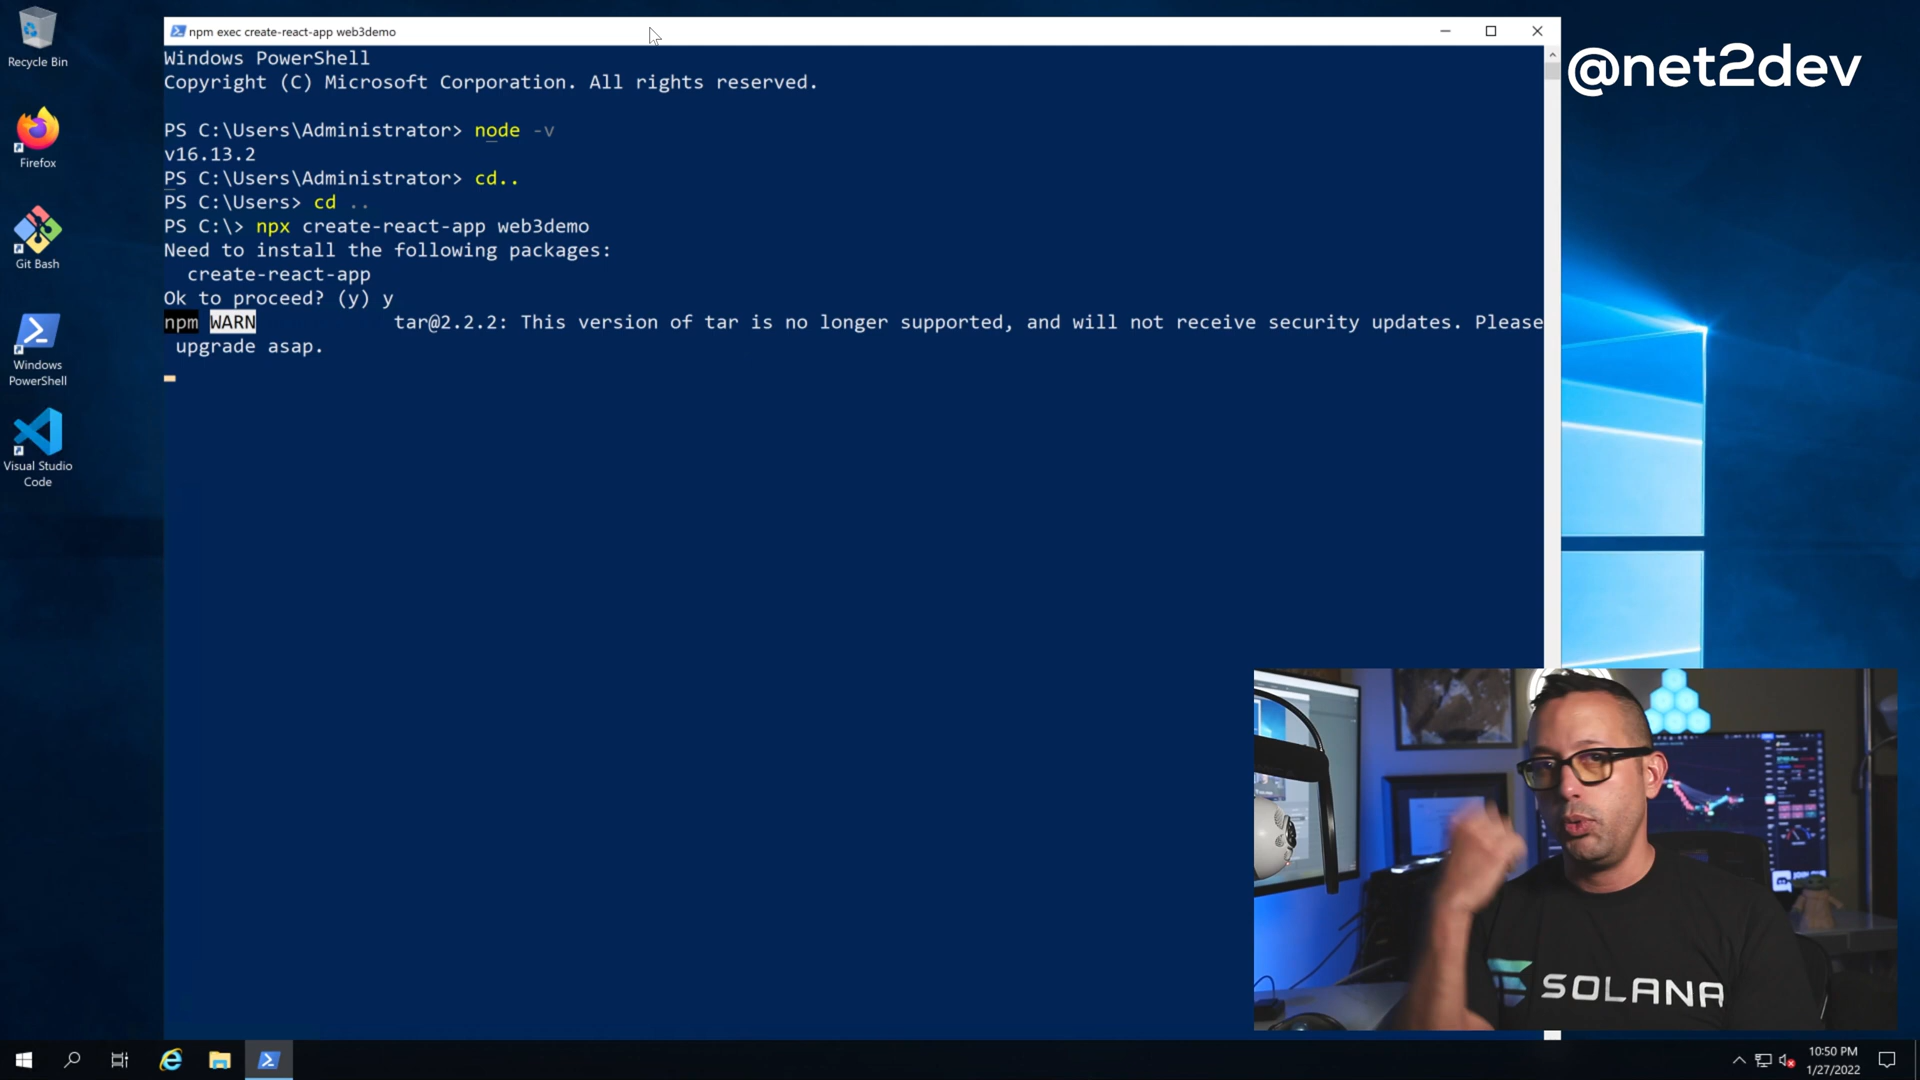 Recycle Bin
Firefox
Git Bash
Windows
PowerShell
Visual Studio
Code
npm exec create-react-app web3demo
Windows PowerShell
Copyright (C) Microsoft Corporation. All rights reserved.
PS C:\Users\Administrator> node -v
v16.13.2
PS C:\Users\Administrator> cd..
PS C:\Users> cd ..
PS C:\> npx create-react-app web3demo
Need to install the following packages:
create-react-app
Ok to proceed? (y) y
npm WARN tar@2.2.2: This version of tar is no longer supported, and will not receive security updates. Please
upgrade asap.
@net2dev
SOLANA
10:50 PM
1/27/2022